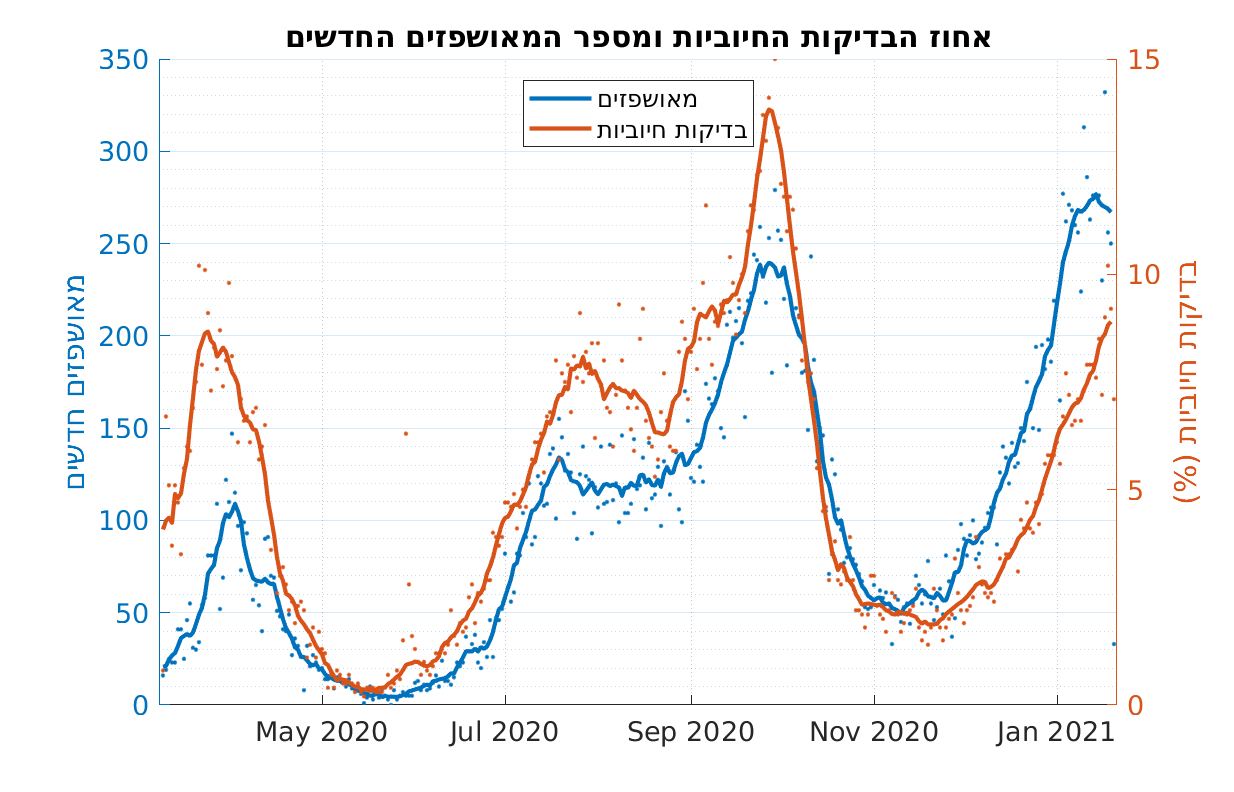 אחוז הבדיקות החיוביות ומספר המאושפזים החדשים
מאושפזים
בדיקות חיוביות
350
300
250
200
150
100
50
0
מאושפזים חדשים
15
10
5
0
בדיקות חיוביות (%)
May 2020
Jul 2020
Sep 2020
Nov 2020
Jan 2021